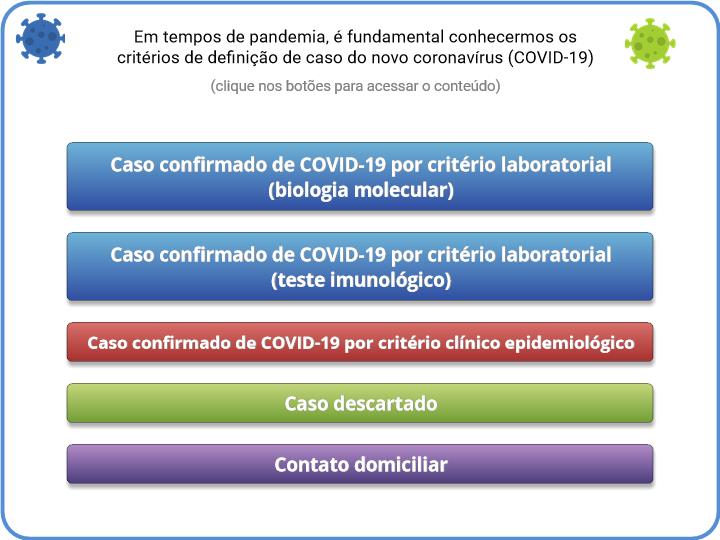 Em tempos de pandemia, é fundamental conhecermos os
critérios de definição de caso do novo coronavírus (COVID-19)
(clique nos botões para acessar o conteúdo)
Caso confirmado de COVID-19 por critério laboratorial
(biologia molecular)
Caso confirmado de COVID-19 por critério laboratorial
(teste imunológico)
Caso confirmado de COVID-19 por critério clínico epidemiológico
Caso descartado
Contato domiciliar